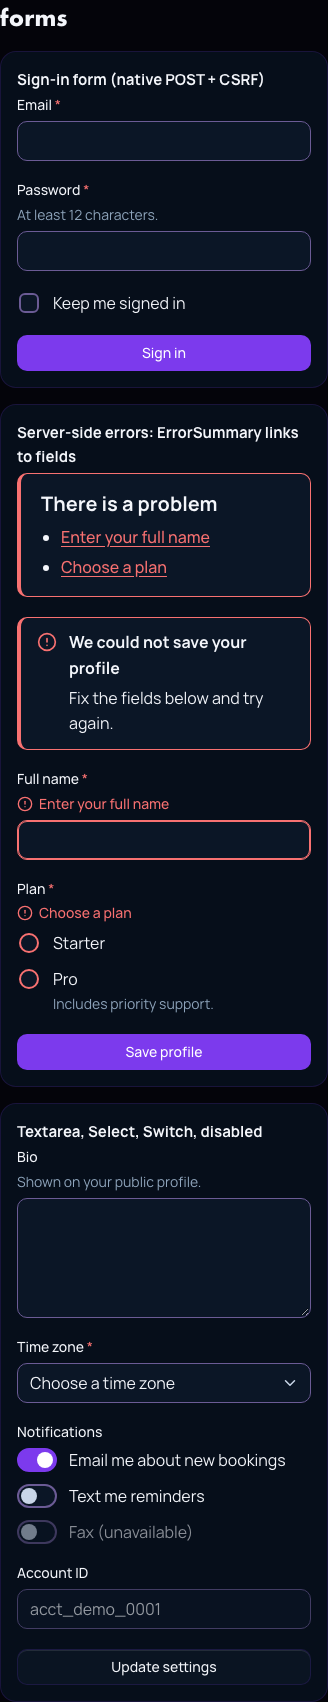 forms
Sign-in form (native POST + CSRF)
Email *
Password *
At least 12 characters.
Keep me signed in
Sign in
Server-side errors: ErrorSummary links
to fields
There is a problem
Enter your full name
Choose a plan
We could not save your
profile
Fix the fields below and try
again.
Full name *
Enter your full name
Plan *
Choose a plan
Starter
Pro
Includes priority support.
Save profile
Textarea, Select, Switch, disabled
Bio
Shown on your public profile.
Time zone *
Choose a time zone
Notifications
Email me about new bookings
Text me reminders
Fax (unavailable)
Account ID
acct_demo_0001
Update settings